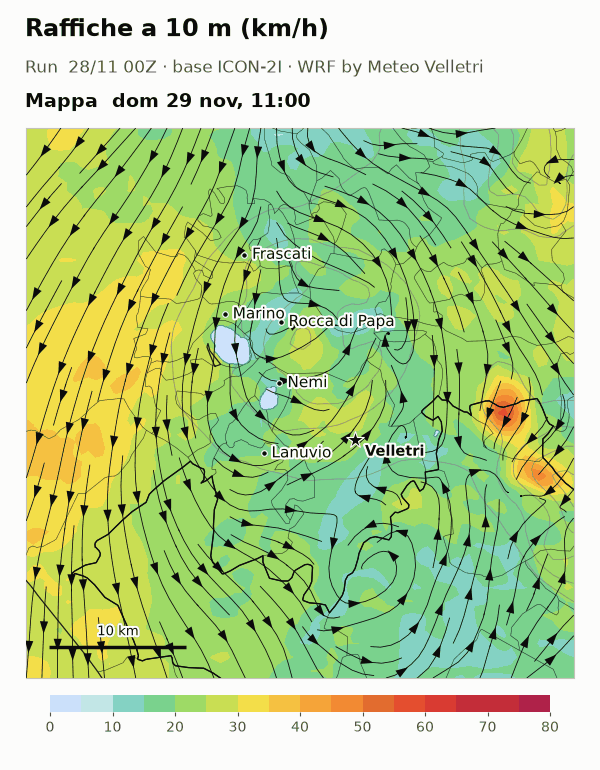 Raffiche a 10 m (km/h)
Run 28/11 00Z · base ICON-2I · WRF by Meteo Velletri
Mappa dom 29 nov, 11:00
Frascati
Marino
Rocca di Papa
Nemi
Velletri
Lanuvio
10 km
0 10 20 30 40 50 60 70 80